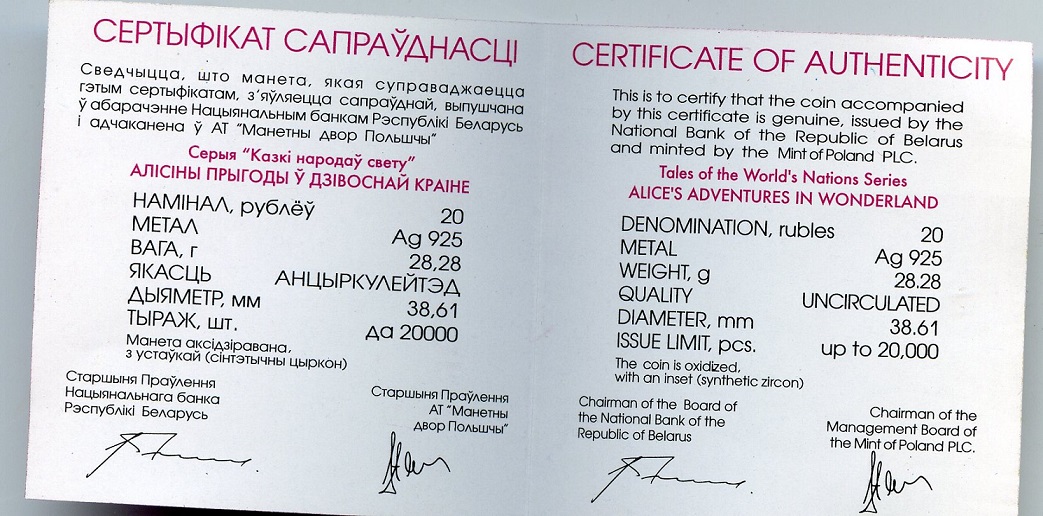 СЕРТЫФІКАТ САПРАЎДНАСЦІ
Сведчыцца, што манета, якая суправаджаецца
гэтым сертыфікатам, з’яўляецца сапраўднай, выпушчана
ў абарачэнне Нацыянальным банкам Рэспублікі Беларусь
і адчаканена ў АТ “Манетны двор Польшчы”
Серыя “Казкі народаў свету”
АЛІСІНЫ ПРЫГОДЫ Ў ДЗІВОСНАЙ КРАІНЕ
НАМІНАЛ, рублёў 20
МЕТАЛ Ag 925
ВАГА, г 28,28
ЯКАСЦЬ АНЦЫРКУЛЕЙТЭД
ДЫЯМЕТР, мм 38,61
ТЫРАЖ, шт. да 20000
Манета аксідзіравана,
з устаўкай (сінтэтычны цыркон)
Старшыня Праўлення
Нацыянальнага банка
Рэспублікі Беларусь
Старшыня Праўлення
АТ “Манетны
двор Польшчы”
CERTIFICATE OF AUTHENTICITY
This is to certify that the coin accompanied
by this certificate is genuine, issued by the
National Bank of the Republic of Belarus
and minted by the Mint of Poland PLC.
Tales of the World's Nations Series
ALICE'S ADVENTURES IN WONDERLAND
DENOMINATION, rubles 20
METAL Ag 925
WEIGHT, g 28.28
QUALITY UNCIRCULATED
DIAMETER, mm 38.61
ISSUE LIMIT, pcs. up to 20,000
The coin is oxidized,
with an inset (synthetic zircon)
Chairman of the Board of
the National Bank of the
Republic of Belarus
Chairman of the
Management Board of
the Mint of Poland PLC.